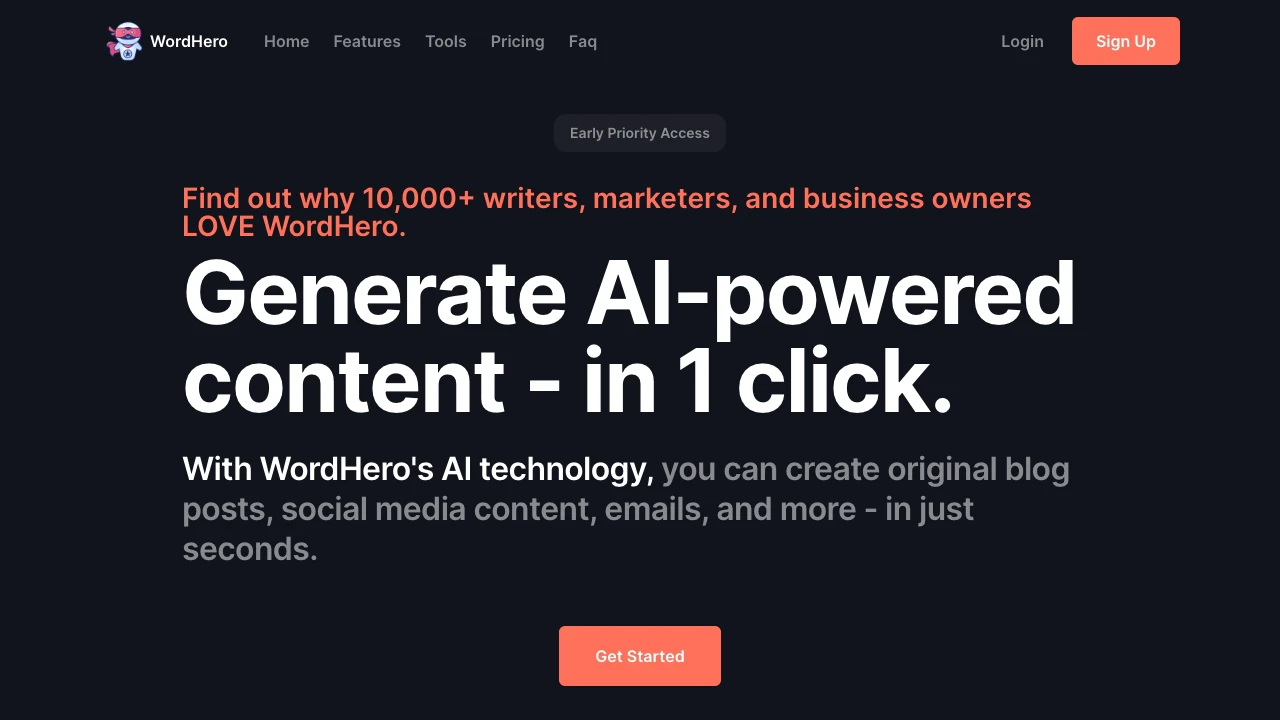 WordHero
Home
Features
Tools
Pricing
Faq
Login
Sign Up
Early Priority Access
Find out why 10,000+ writers, marketers, and business owners
LOVE WordHero.
Generate AI-powered
content - in 1 click.
With WordHero's AI technology, you can create original blog
posts, social media content, emails, and more - in just
seconds.
Get Started